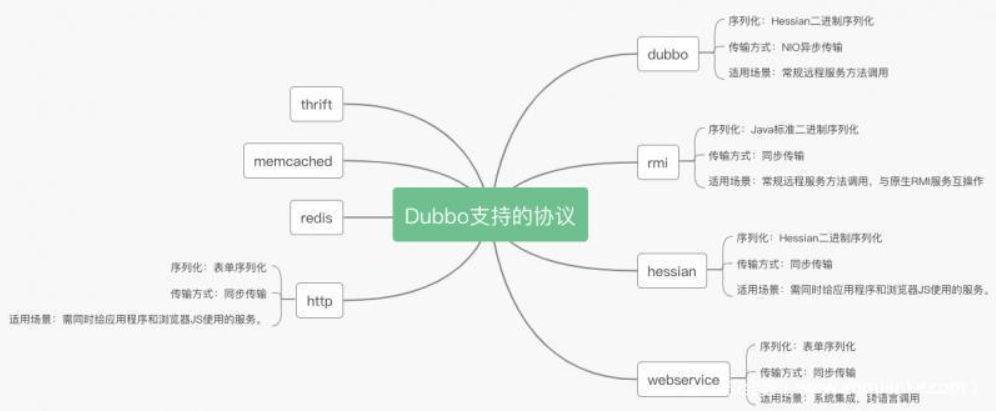 Dubbo支持的协议
dubbo
序列化：Hessian二进制序列化
传输方式：NIO异步传输
适用场景：常规远程服务方法调用
rmi
序列化：Java标准二进制序列化
传输方式：同步传输
适用场景：常规远程服务方法调用，与原生RMI服务互操作
hessian
序列化：Hessian二进制序列化
传输方式：同步传输
适用场景：需同时给应用程序和浏览器JS使用的服务。
webservice
序列化：表单序列化
传输方式：同步传输
适用场景：系统集成，跨语言调用
thrift
memcached
redis
http
序列化：表单序列化
传输方式：同步传输
适用场景：需同时给应用程序和浏览器JS使用的服务。